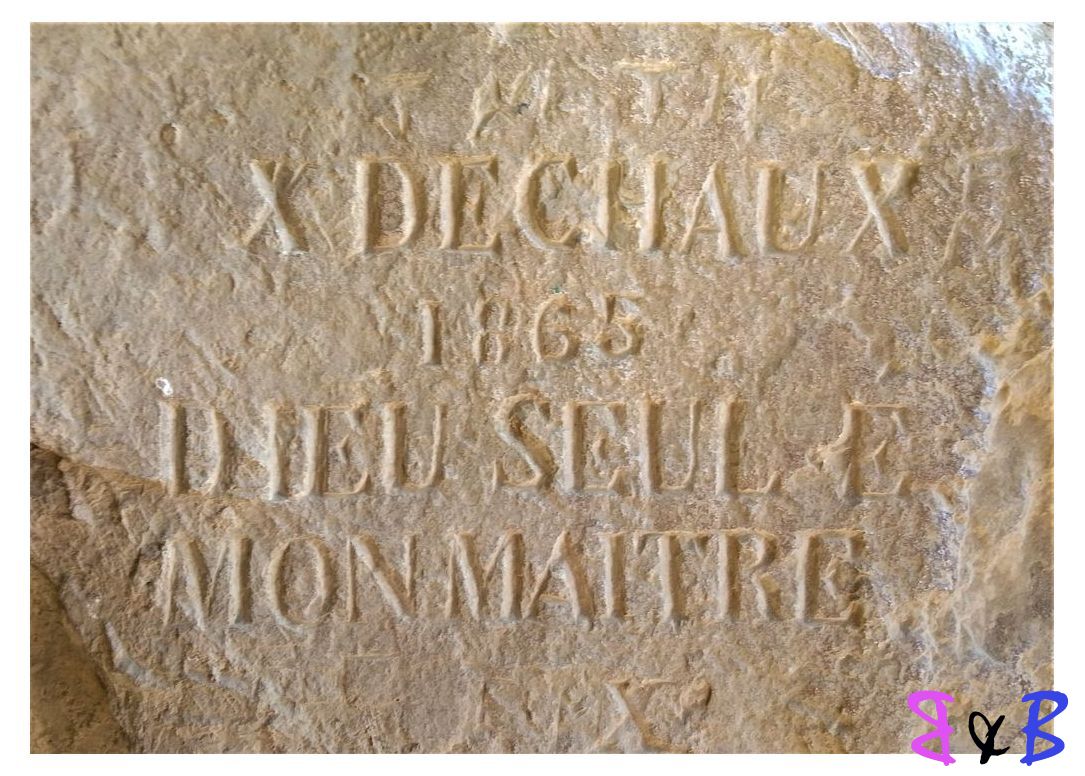 X DECHAUX
1865
DIEU SEUL E
MON MAITRE
B & B